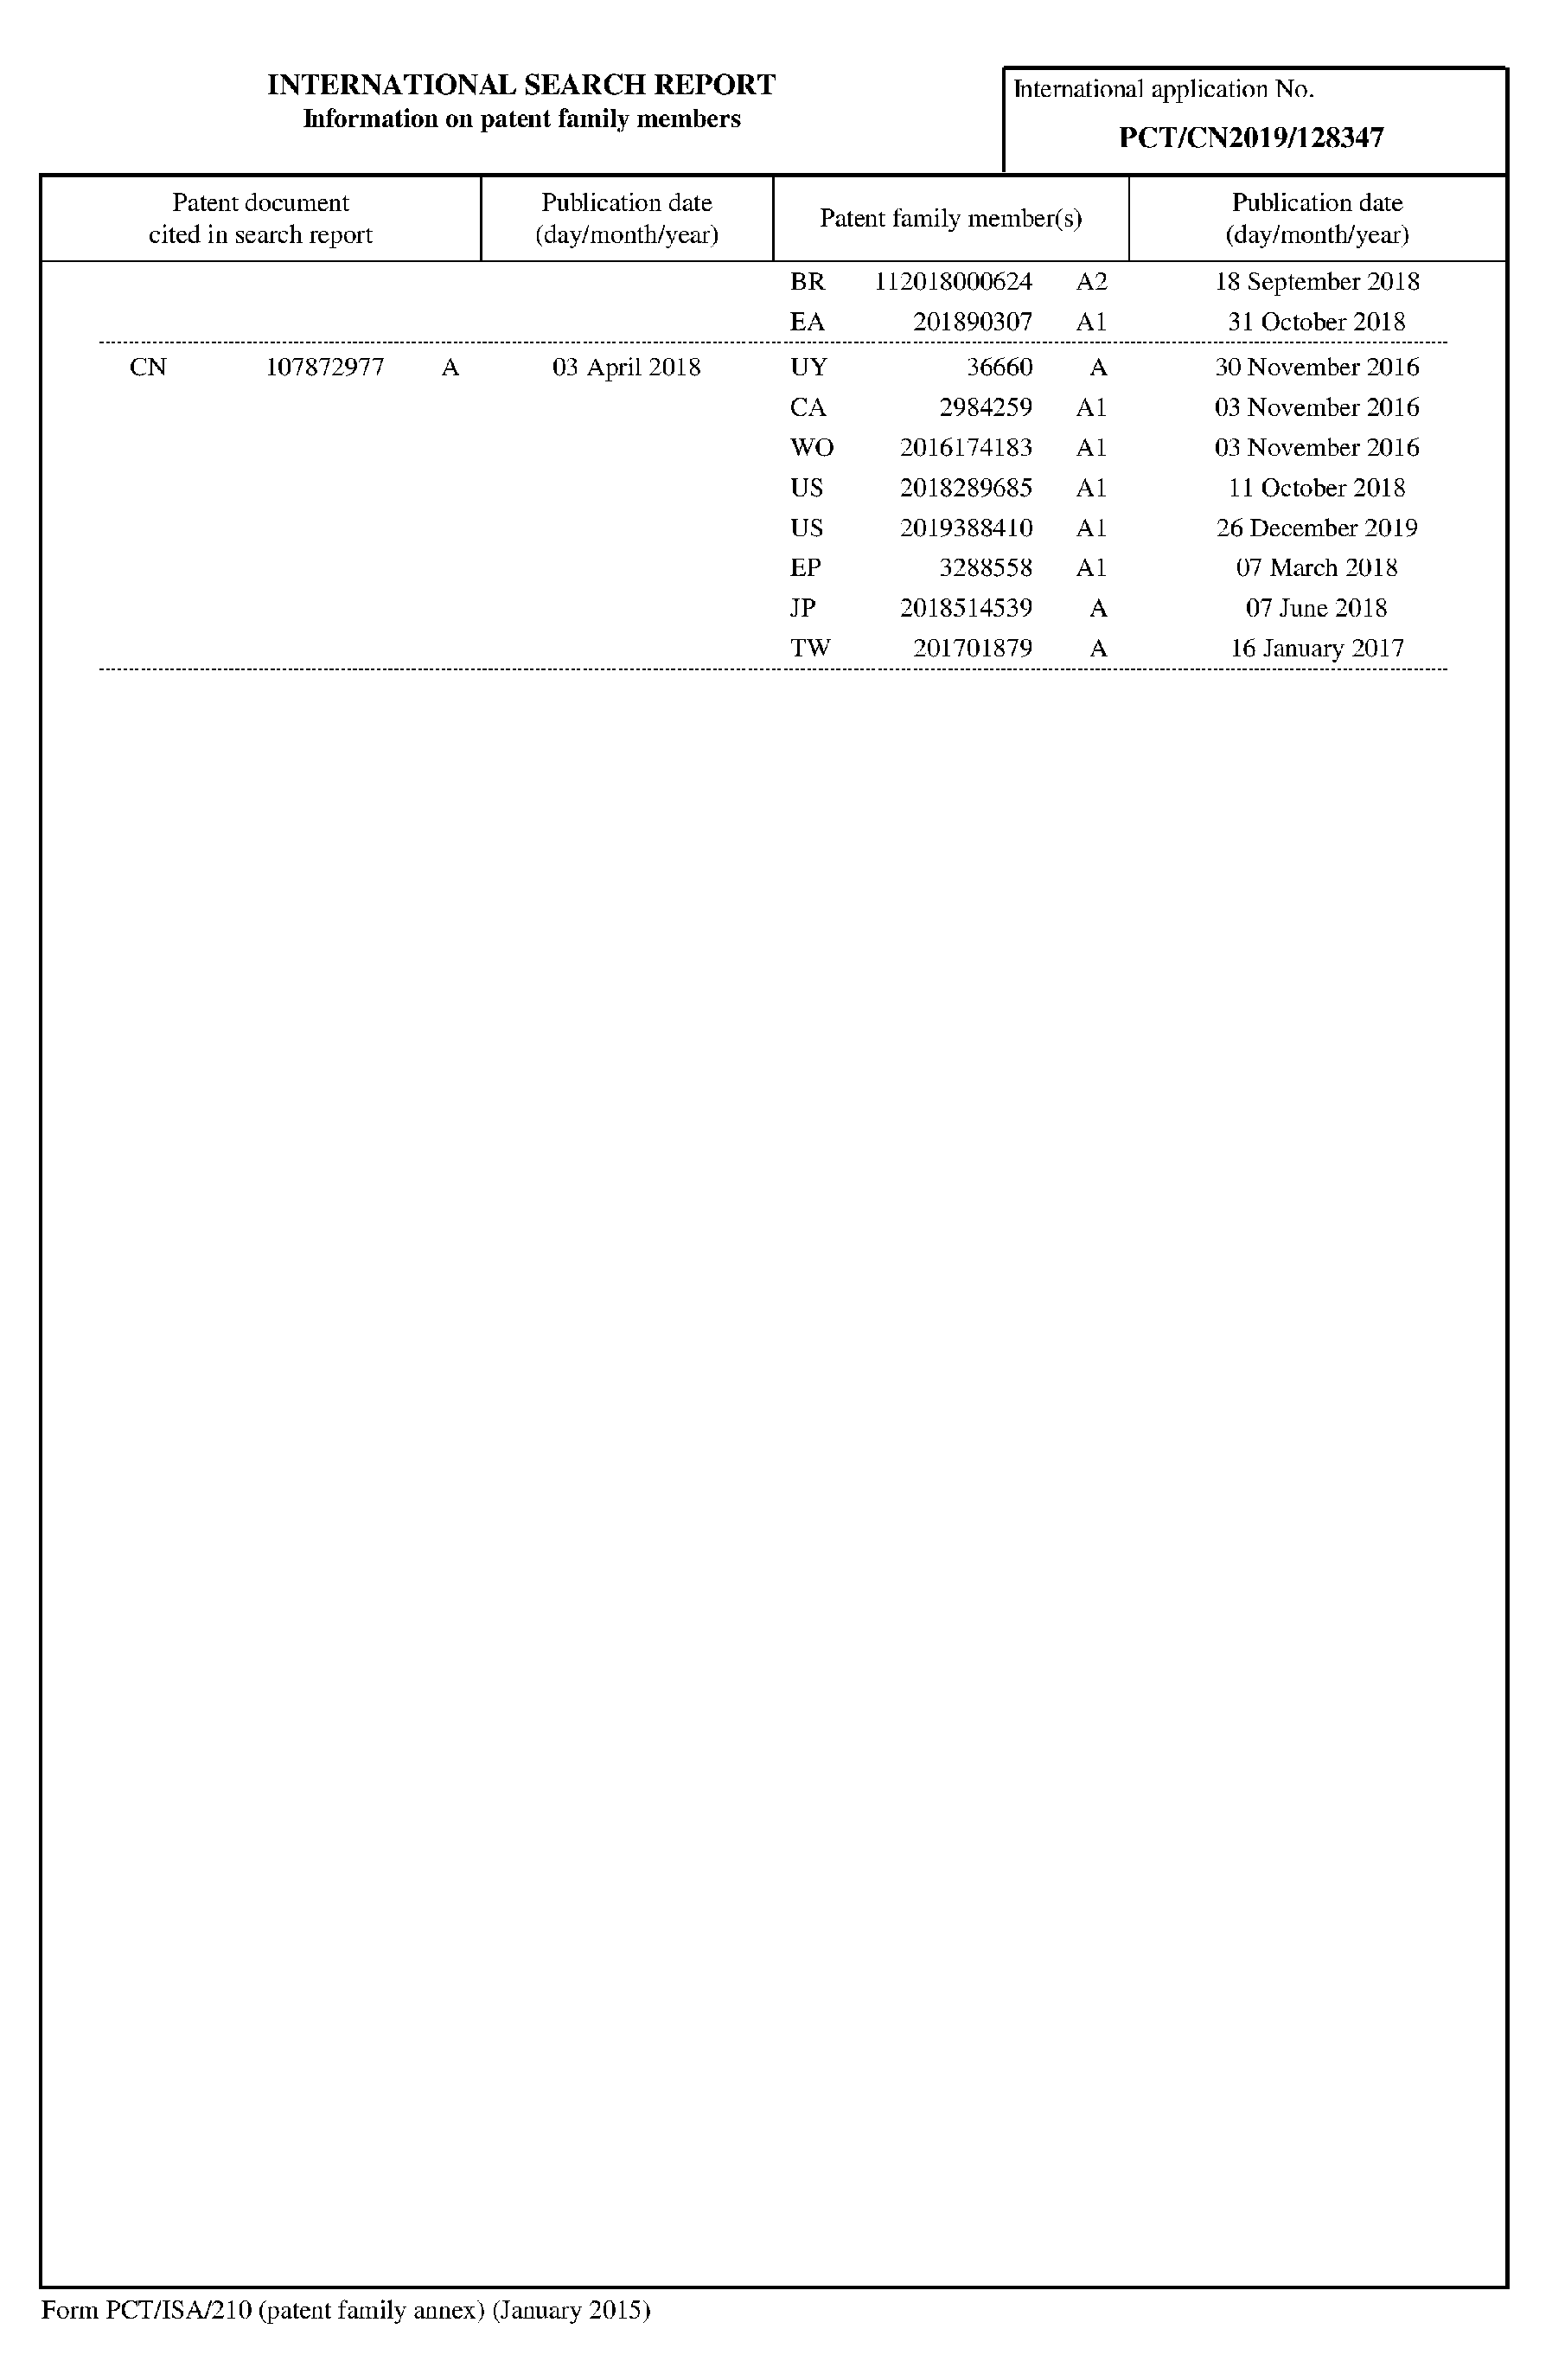 INTERNATIONAL SEARCH REPORT
Information on patent family members
International application No.
PCT/CN2019/128347
Patent document
cited in search report
Publication date
(day/month/year)
Patent family member(s)
Publication date
(day/month/year)
BR 112018000624 A2 18 September 2018
EA 201890307 A1 31 October 2018
CN 107872977 A 03 April 2018 UY 36660 A 30 November 2016
CA 2984259 A1 03 November 2016
WO 2016174183 A1 03 November 2016
US 2018289685 A1 11 October 2018
US 2019388410 A1 26 December 2019
EP 3288558 A1 07 March 2018
JP 2018514539 A 07 June 2018
TW 201701879 A 16 January 2017
Form PCT/ISA/210 (patent family annex) (January 2015)